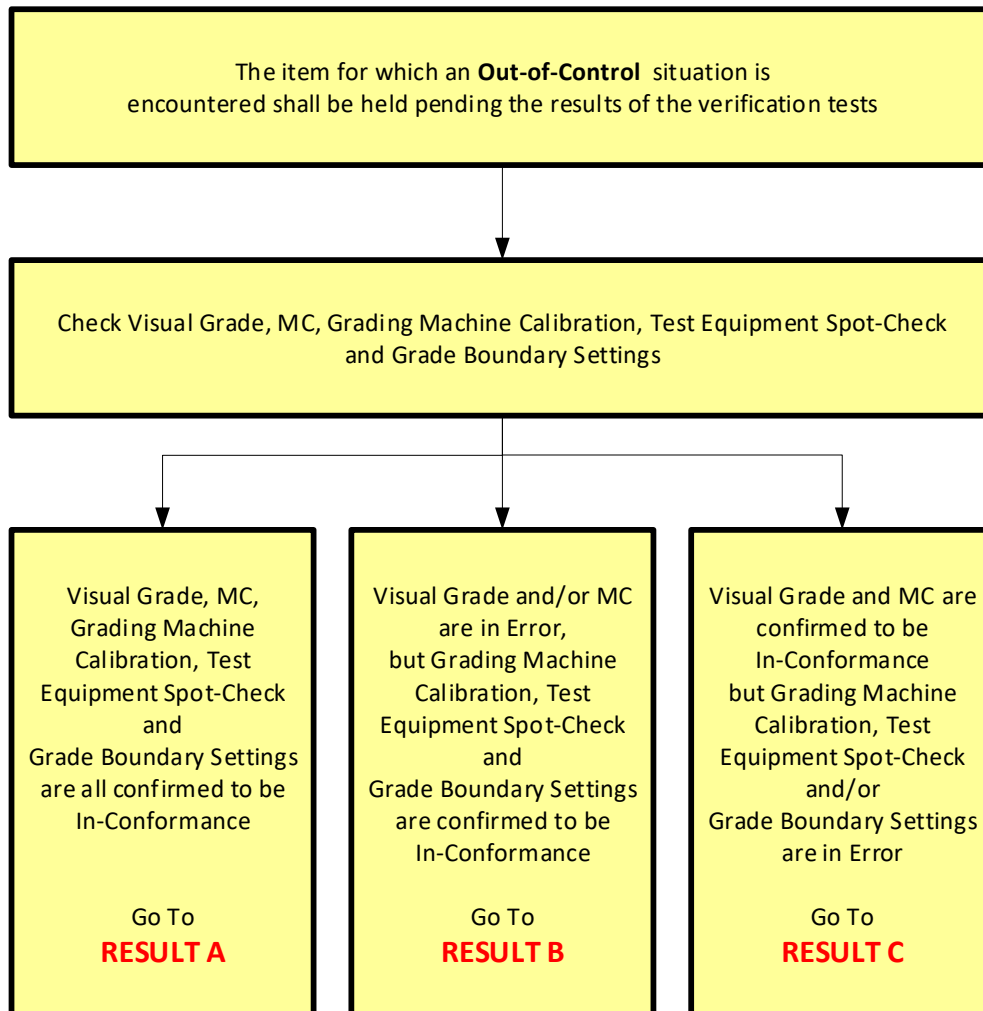 The item for which an Out-of-Control situation is
encountered shall be held pending the results of the verification tests
Check Visual Grade, MC, Grading Machine Calibration, Test Equipment Spot-Check
and Grade Boundary Settings
Visual Grade, MC,
Grading Machine
Calibration, Test
Equipment Spot-Check
and
Grade Boundary Settings
are all confirmed to be
In-Conformance
Go To
RESULT A
Visual Grade and/or MC
are in Error,
but Grading Machine
Calibration, Test
Equipment Spot-Check
and
Grade Boundary Settings
are confirmed to be
In-Conformance
Go To
RESULT B
Visual Grade and MC are
confirmed to be
In-Conformance
but Grading Machine
Calibration, Test
Equipment Spot-Check
and/or
Grade Boundary Settings
are in Error
Go To
RESULT C